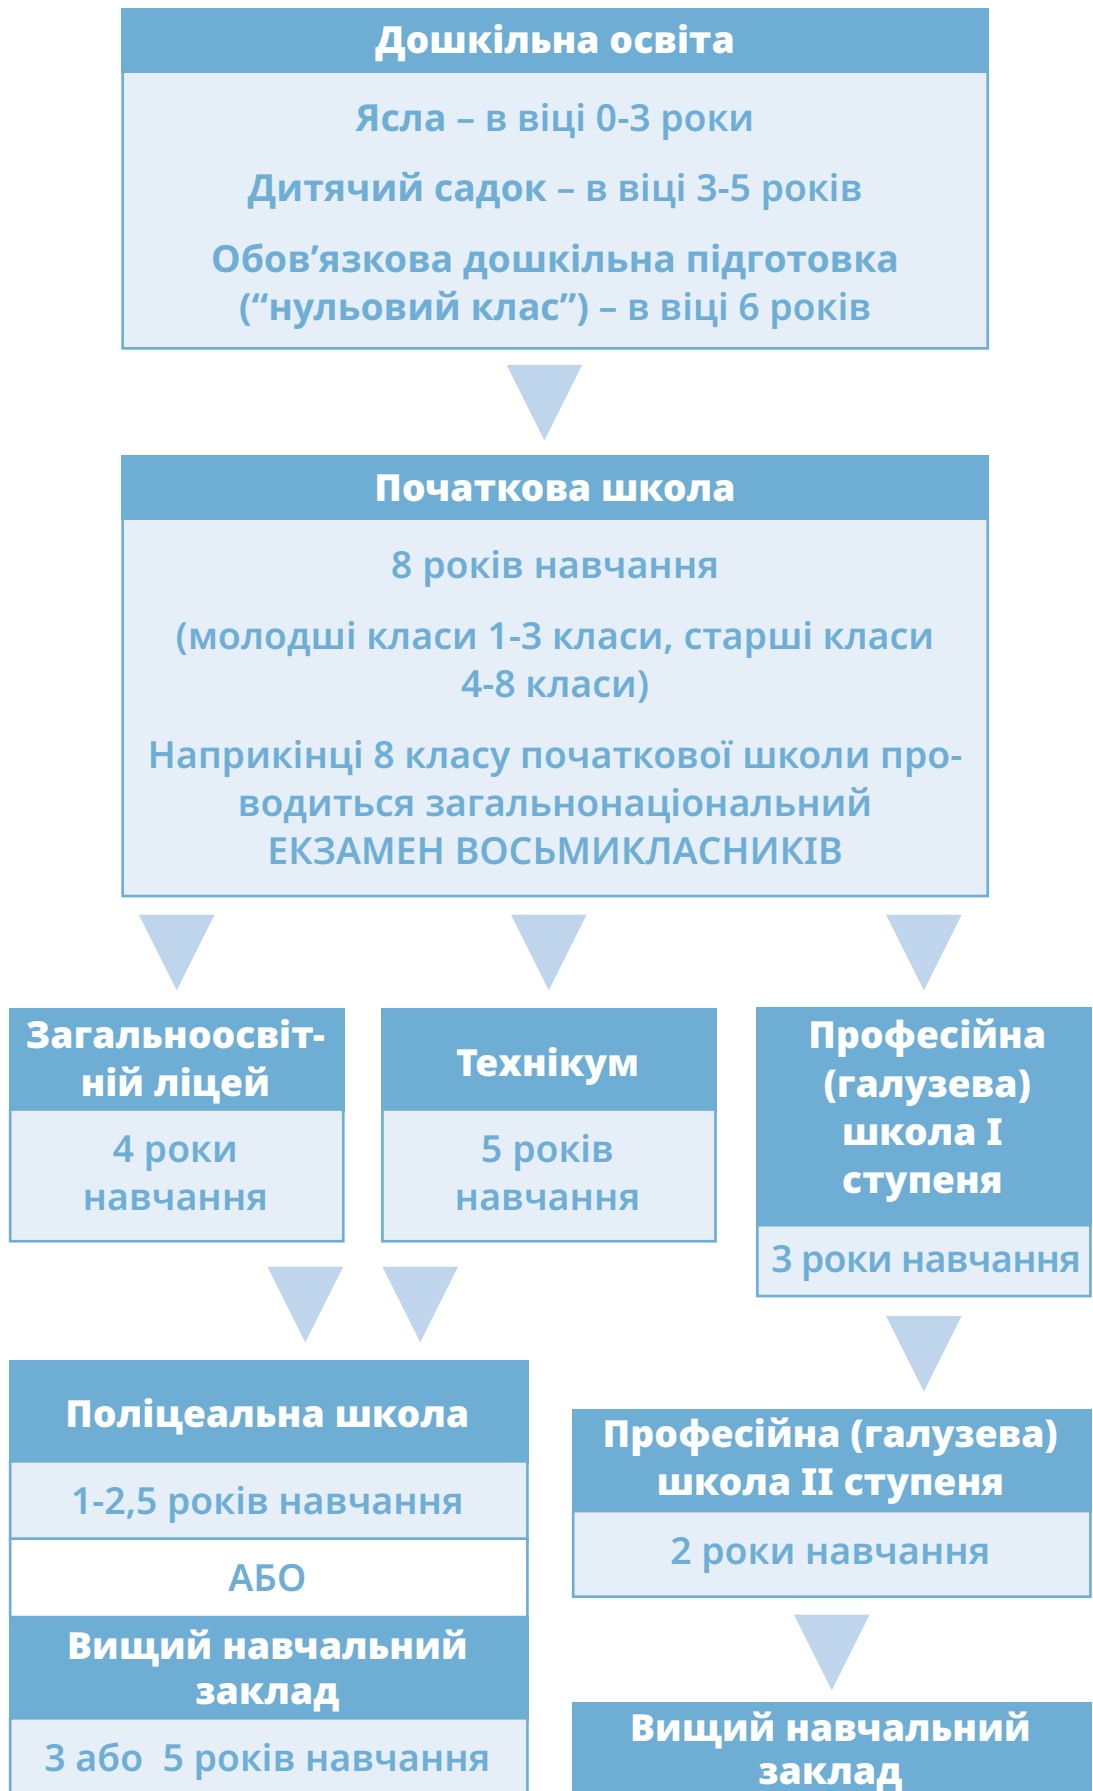 Дошкільна освіта
Ясла – в віці 0-3 роки
Дитячий садок – в віці 3-5 років
Обов’язкова дошкільна підготовка
(“нульовий клас”) – в віці 6 років
Початкова школа
8 років навчання
(молодші класи 1-3 класи, старші класи
4-8 класи)
Наприкінці 8 класу початкової школи про-
водиться загальнонаціональний
ЕКЗАМЕН ВОСЬМИКЛАСНИКІВ
Загальноосвіт-
ній ліцей
4 роки
навчання
Технікум
5 років
навчання
Професійна
(галузева)
школа I
ступеня
3 роки навчання
Поліцеальна школа
1-2,5 років навчання
АБО
Вищий навчальний
заклад
3 або  5 років навчання
Професійна (галузева)
школа II ступеня
2 роки навчання
Вищий навчальний
заклад